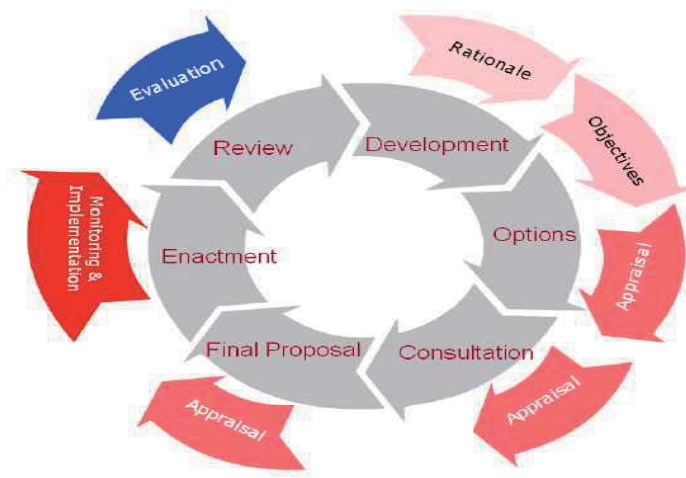 Evaluation
Rationale
Review
Development
Objectives
Monitoring &
Implementation
Enactment
Options
Appraisal
Final Proposal
Consultation
Appraisal
Appraisal